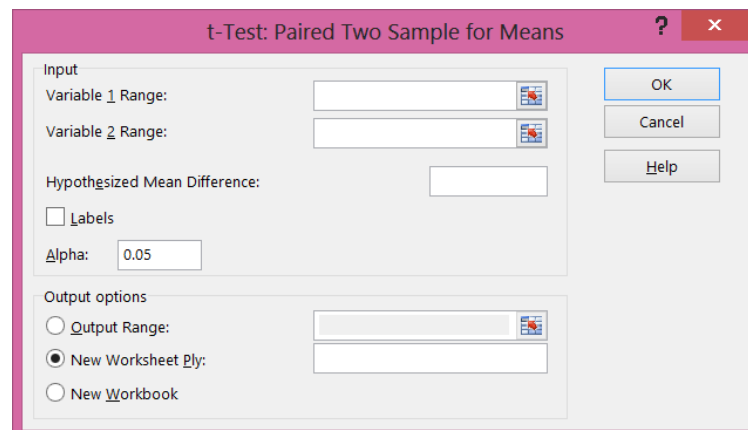 t-Test: Paired Two Sample for Means
? ×
Input
Variable 1 Range:
Variable 2 Range:
Hypothesized Mean Difference:
Labels
Alpha: 0.05
OK
Cancel
Help
Output options
Output Range:
New Worksheet Ply:
New Workbook